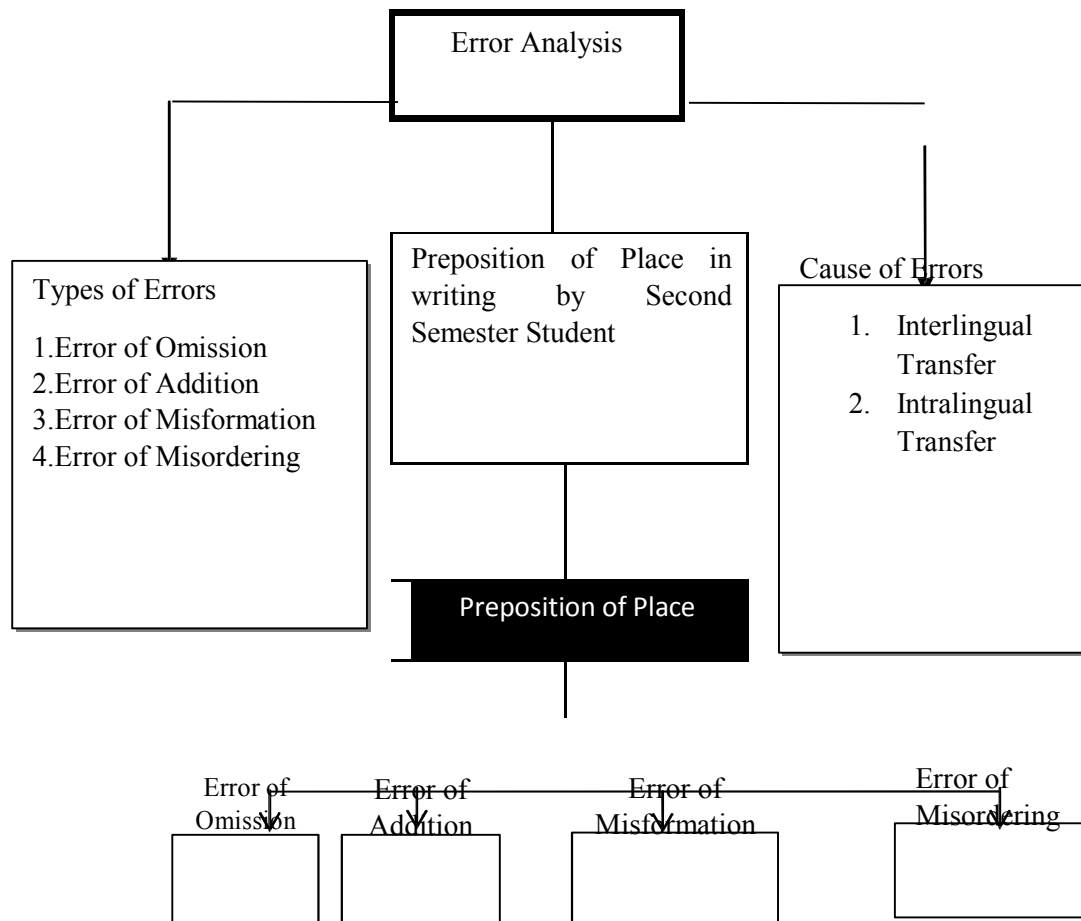 Error Analysis
Preposition of Place in
writing by Second
Semester Student
Types of Errors
1.Error of Omission
2.Error of Addition
3.Error of Misformation
4.Error of Misordering
Cause of Errors
1. Interlingual
Transfer
2. Intralingual
Transfer
Preposition of Place
Error of
Omission
Error of
Addition
Error of
Misformation
Error of
Misordering